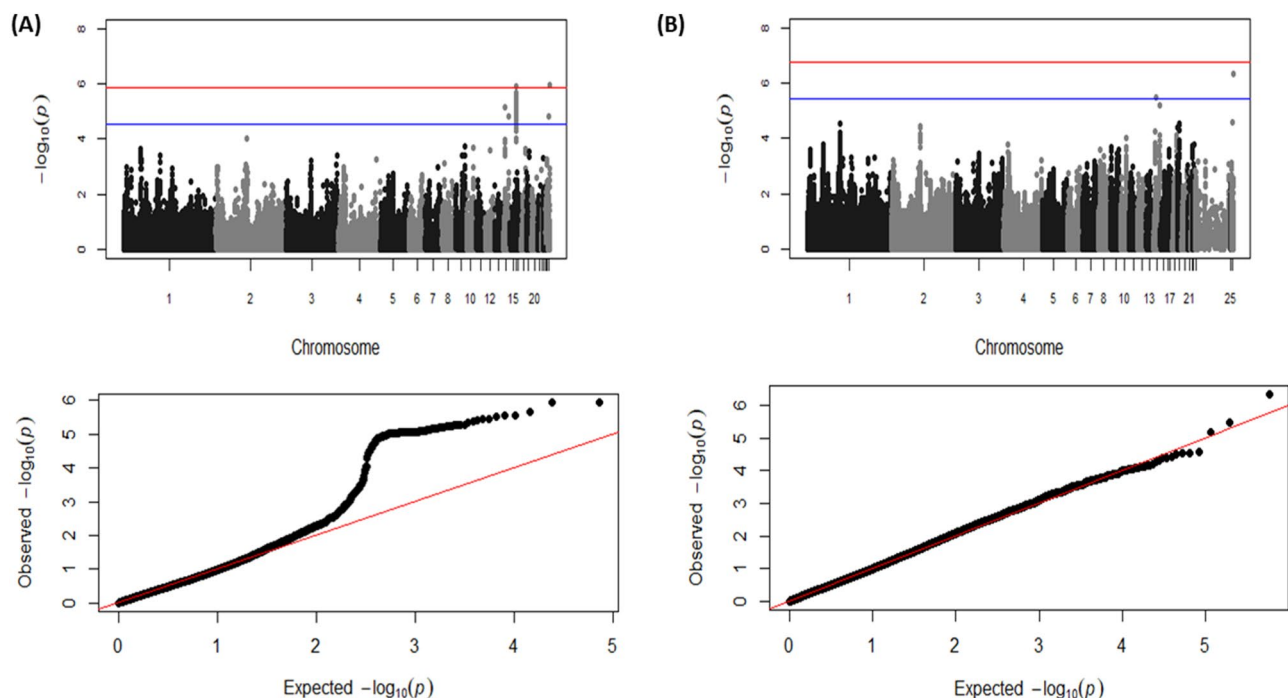 (A)
8
6
4
2
0
−log10(p)
1 2 3 4 5 6 7 8 10 12 15 20
Chromosome
6
5
4
3
2
1
0
Observed −log10(p)
0 1 2 3 4 5
Expected −log10(p)
(B)
8
6
4
2
0
−log10(p)
1 2 3 4 5 6 7 8 10 13 17 21 25
Chromosome
6
5
4
3
2
1
0
Observed −log10(p)
0 1 2 3 4 5
Expected −log10(p)